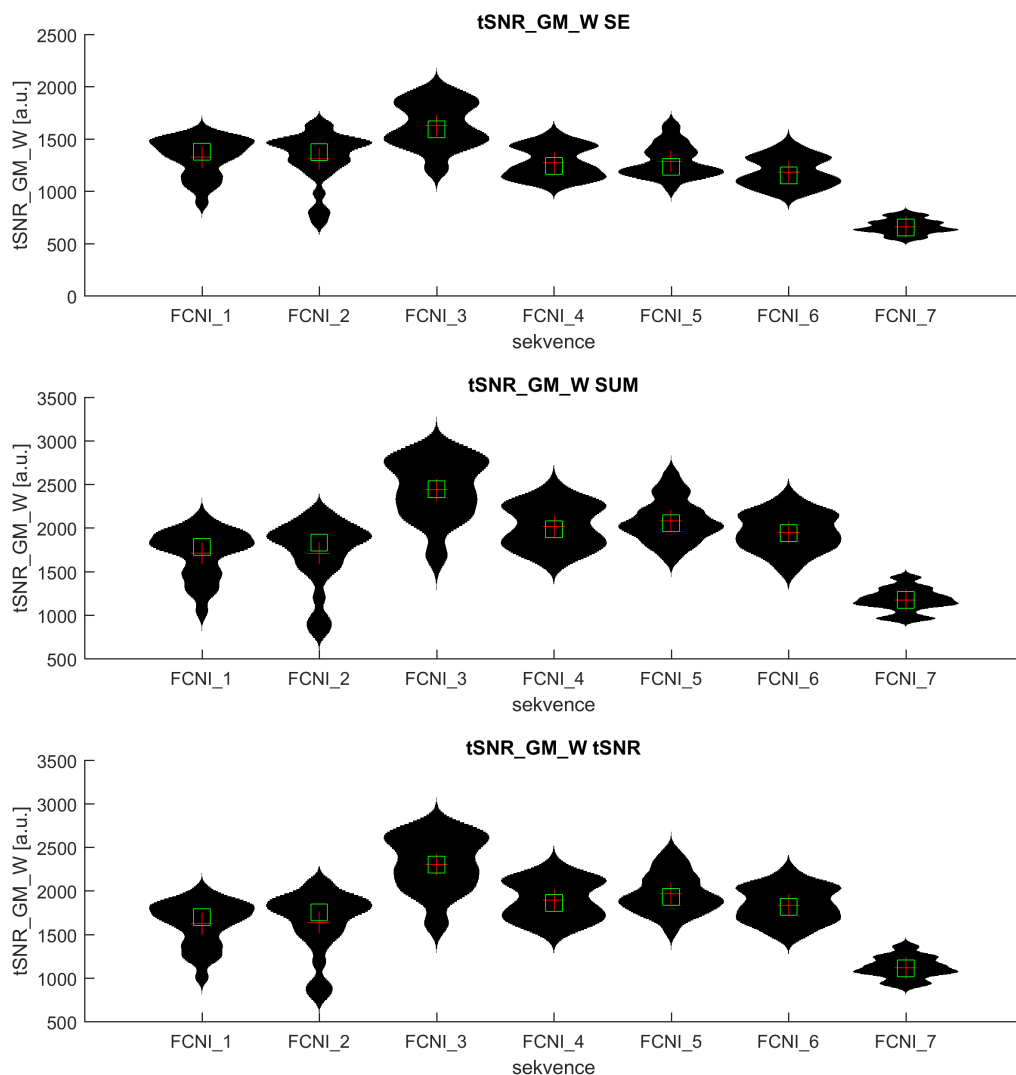 tSNR_GM_W SE
tSNR_GM_W [a.u.]
2500
2000
1500
1000
500
0
FCNI_1 FCNI_2 FCNI_3 FCNI_4 FCNI_5 FCNI_6 FCNI_7
sekvence
tSNR_GM_W SUM
tSNR_GM_W [a.u.]
3500
3000
2500
2000
1500
1000
500
FCNI_1 FCNI_2 FCNI_3 FCNI_4 FCNI_5 FCNI_6 FCNI_7
sekvence
tSNR_GM_W tSNR
tSNR_GM_W [a.u.]
3500
3000
2500
2000
1500
1000
500
FCNI_1 FCNI_2 FCNI_3 FCNI_4 FCNI_5 FCNI_6 FCNI_7
sekvence